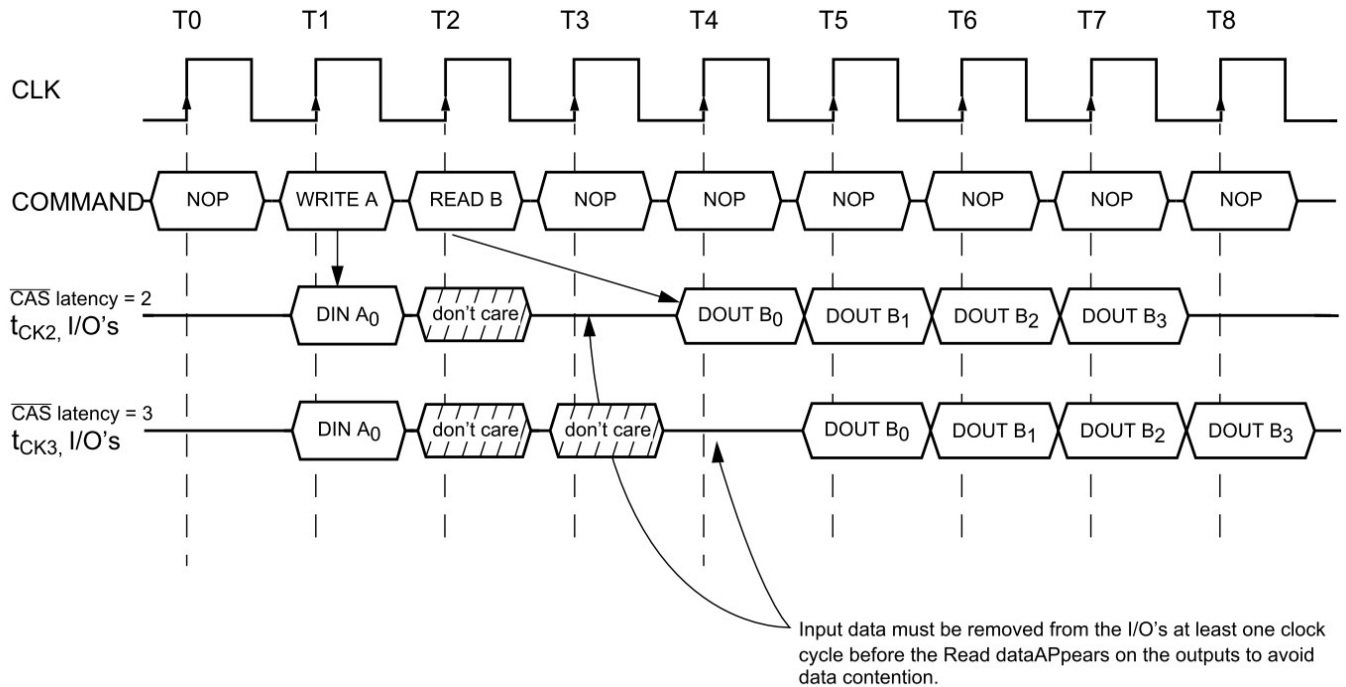 T0 T1 T2 T3 T4 T5 T6 T7 T8
CLK
COMMAND NOP WRITE A READ B NOP NOP NOP NOP NOP NOP
CAS latency = 2
tCK2, I/O's DIN A0 don't care DOUT B0 DOUT B1 DOUT B2 DOUT B3
CAS latency = 3
tCK3, I/O's DIN A0 don't care don't care DOUT B0 DOUT B1 DOUT B2 DOUT B3
Input data must be removed from the I/O's at least one clock
cycle before the Read dataAPpears on the outputs to avoid
data contention.